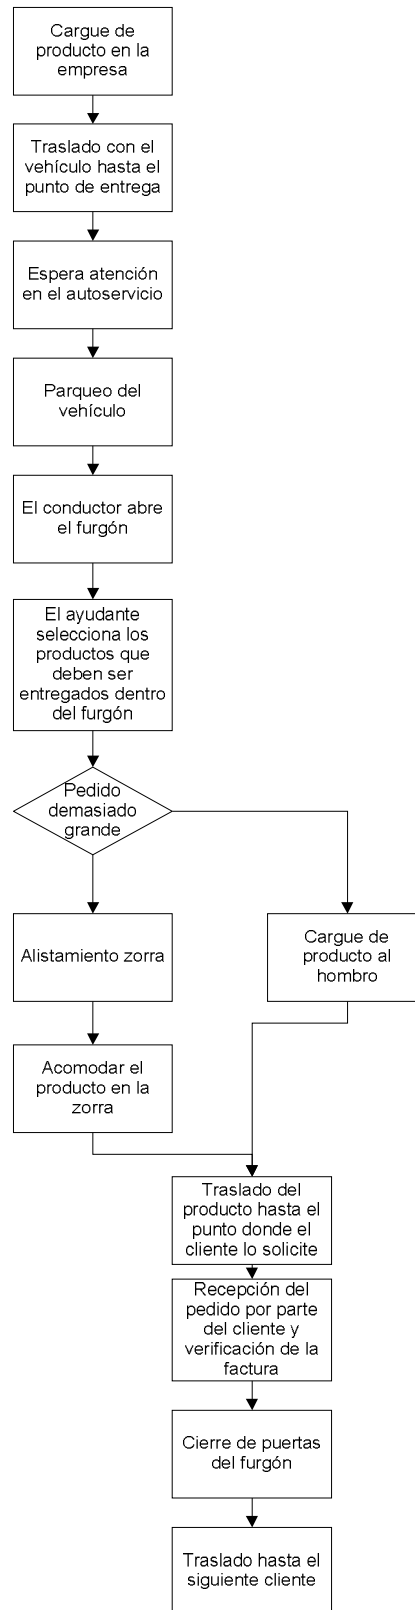 Cargue de
producto en la
empresa
Traslado con el
vehículo hasta el
punto de entrega
Espera atención
en el autoservicio
Parqueo del
vehículo
El conductor abre
el furgón
El ayudante
selecciona los
productos que
deben ser
entregados dentro
del furgón
Pedido
demasiado
grande
Alistamiento zorra
Cargue de
producto al
hombro
Acomodar el
producto en la
zorra
Traslado del
producto hasta el
punto donde el
cliente lo solicite
Recepción del
pedido por parte
del cliente y
verificación de la
factura
Cierre de puertas
del furgón
Traslado hasta el
siguiente cliente